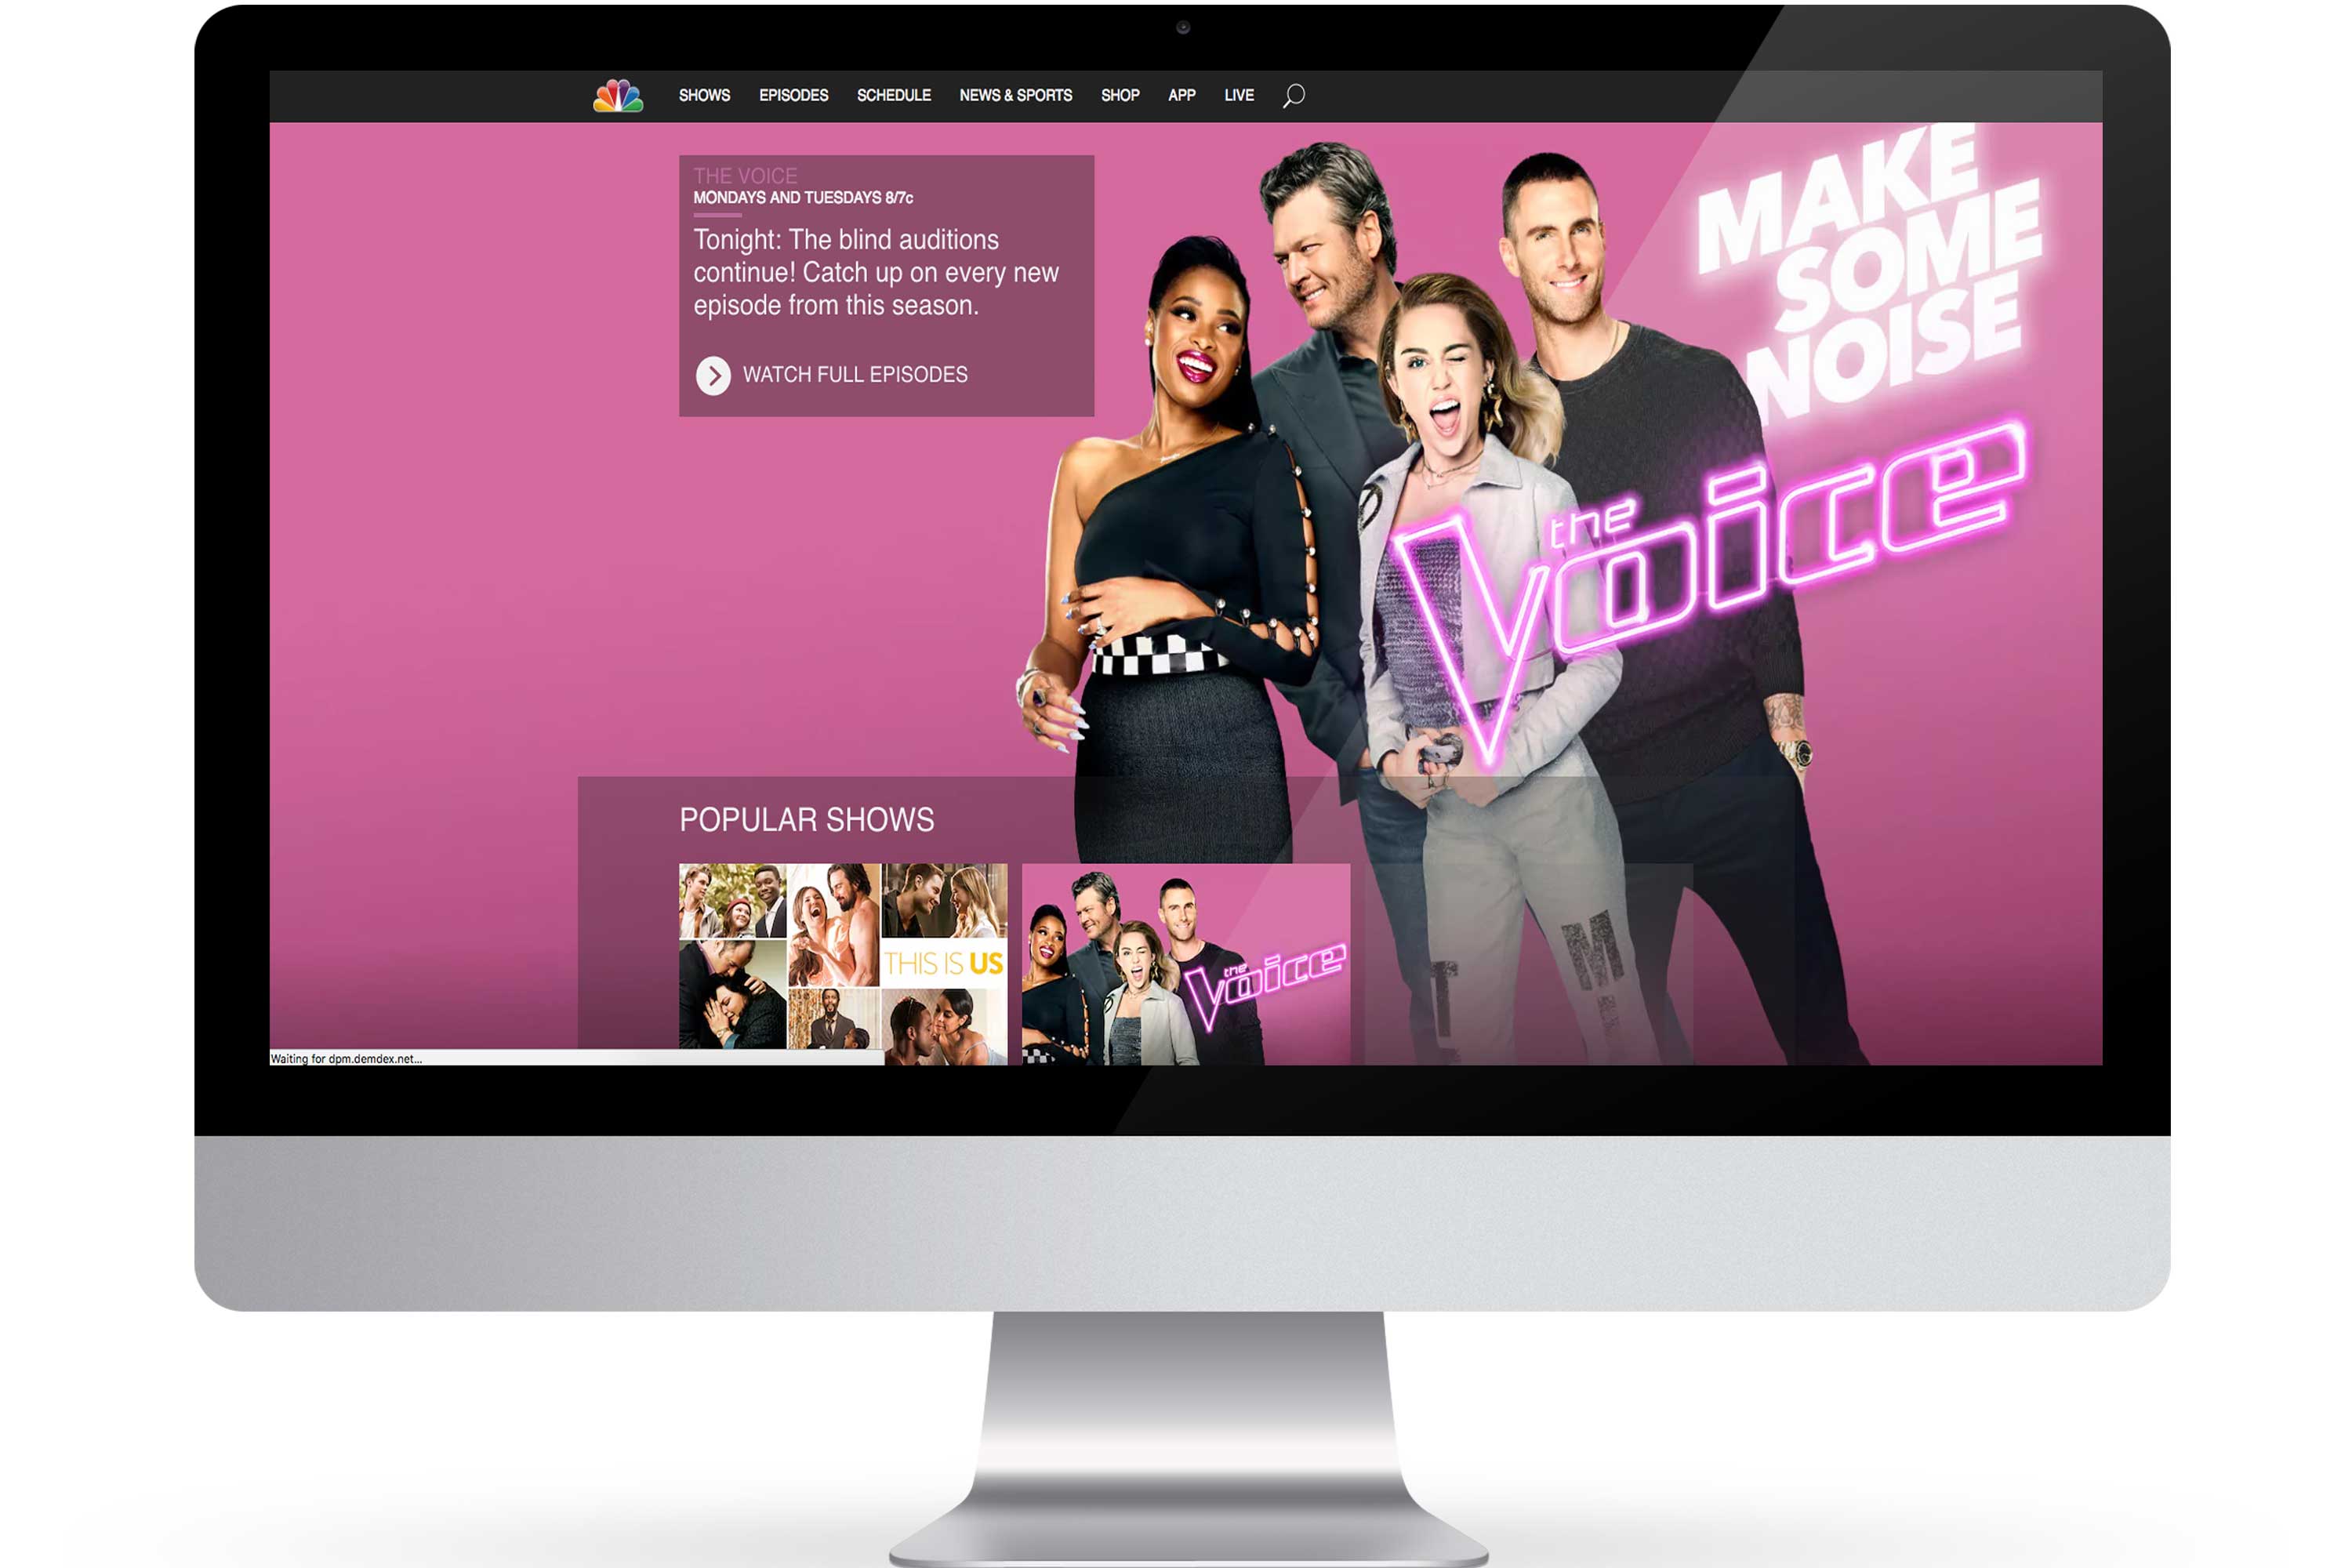 SHOWS EPISODES SCHEDULE NEWS & SPORTS SHOP APP LIVE
THE VOICE
MONDAYS AND TUESDAYS 8/7c
Tonight: The blind auditions
continue! Catch up on every new
episode from this season.
WATCH FULL EPISODES
MAKE
SOME
NOISE
the
Voice
POPULAR SHOWS
THIS IS US
the
Voice
Waiting for dpm.demdex.net...